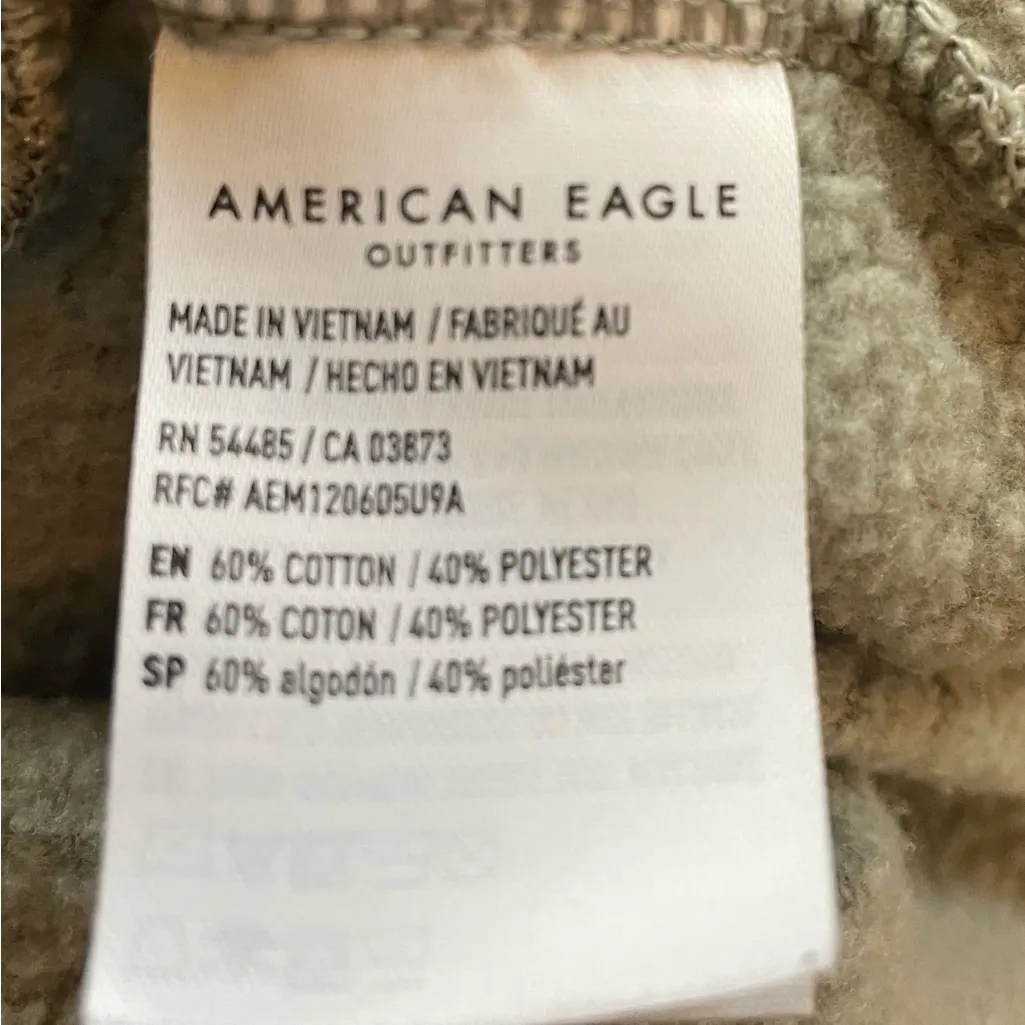 AMERICAN EAGLE
OUTFITTERS
MADE IN VIETNAM / FABRIQUÉ AU
VIETNAM / HECHO EN VIETNAM
RN 54485 / CA 03873
RFC# AEM120605U9A
EN 60% COTTON / 40% POLYESTER
FR 60% COTON / 40% POLYESTER
SP 60% algodón / 40% poliéster